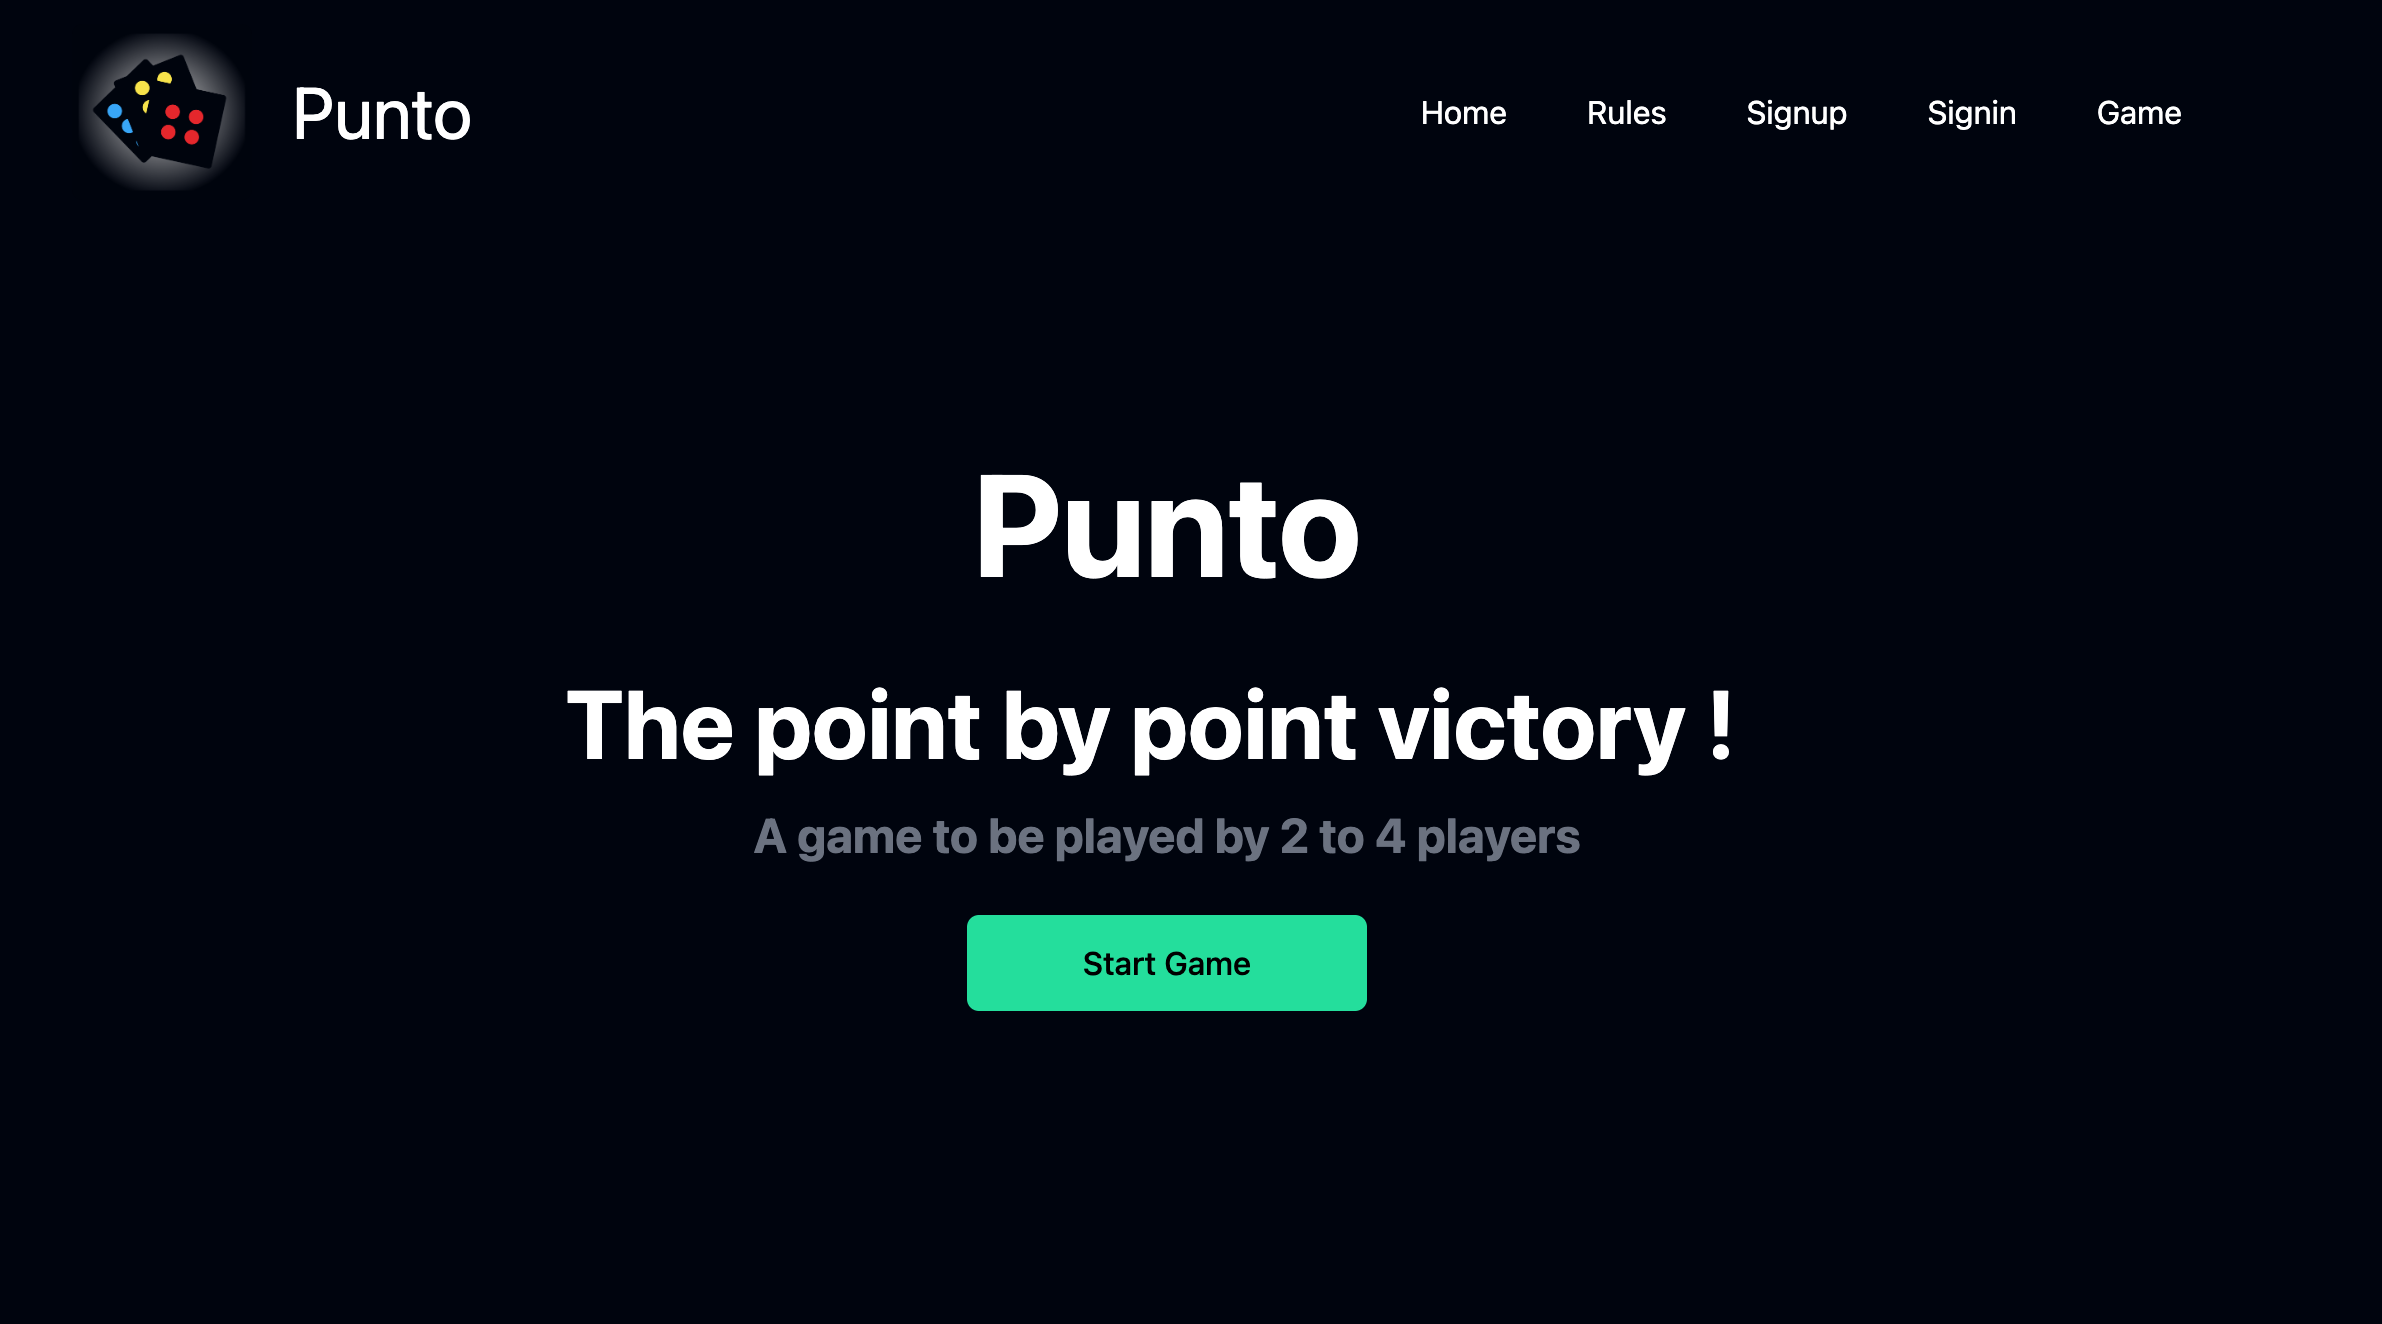 Punto
Home Rules Signup Signin Game
Punto
The point by point victory !
A game to be played by 2 to 4 players
Start Game